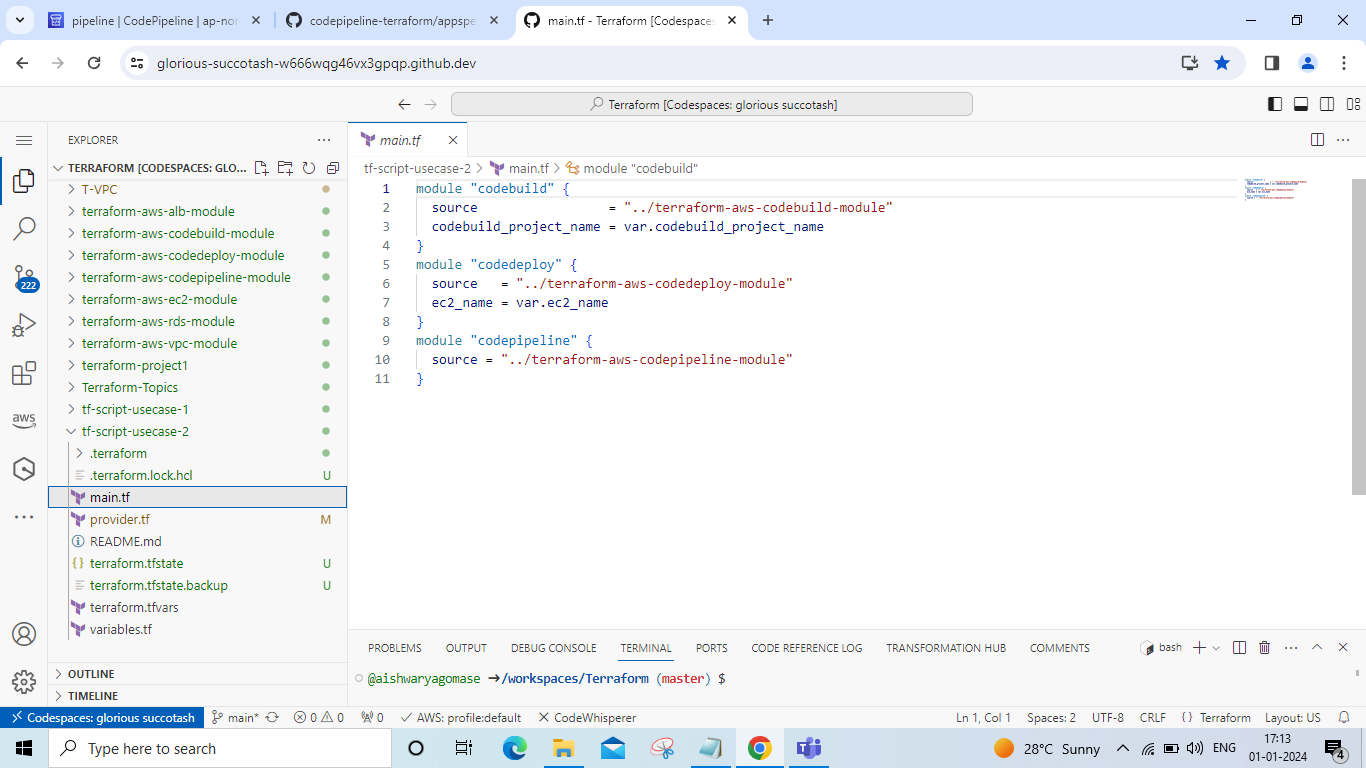 pipeline | CodePipeline | ap-nor
codepipeline-terraform/appspe
main.tf - Terraform [Codespaces
glorious-succotash-w666wqg46vx3gpqp.github.dev
Terraform [Codespaces: glorious succotash]
EXPLORER
TERRAFORM [CODESPACES: GLO...
T-VPC
terraform-aws-alb-module
terraform-aws-codebuild-module
terraform-aws-codedeploy-module
terraform-aws-codepipeline-module
terraform-aws-ec2-module
terraform-aws-rds-module
terraform-aws-vpc-module
terraform-project1
Terraform-Topics
tf-script-usecase-1
tf-script-usecase-2
.terraform
.terraform.lock.hcl U
main.tf
provider.tf M
README.md
terraform.tfstate U
terraform.tfstate.backup U
terraform.tfvars
variables.tf
OUTLINE
TIMELINE
222
aws
main.tf
tf-script-usecase-2 > main.tf > module "codebuild"
1 module "codebuild" {
2 source = "../terraform-aws-codebuild-module"
3 codebuild_project_name = var.codebuild_project_name
4 }
5 module "codedeploy" {
6 source = "../terraform-aws-codedeploy-module"
7 ec2_name = var.ec2_name
8 }
9 module "codepipeline" {
10 source = "../terraform-aws-codepipeline-module"
11 }
PROBLEMS OUTPUT DEBUG CONSOLE TERMINAL PORTS CODE REFERENCE LOG TRANSFORMATION HUB COMMENTS bash
@aishwaryagomase →/workspaces/Terraform (master) $
Codespaces: glorious succotash main* 0 0 0 AWS: profile:default CodeWhisperer Ln 1, Col 1 Spaces: 2 UTF-8 CRLF {} Terraform Layout: US
Type here to search
28°C Sunny
ENG
17:13
01-01-2024
4